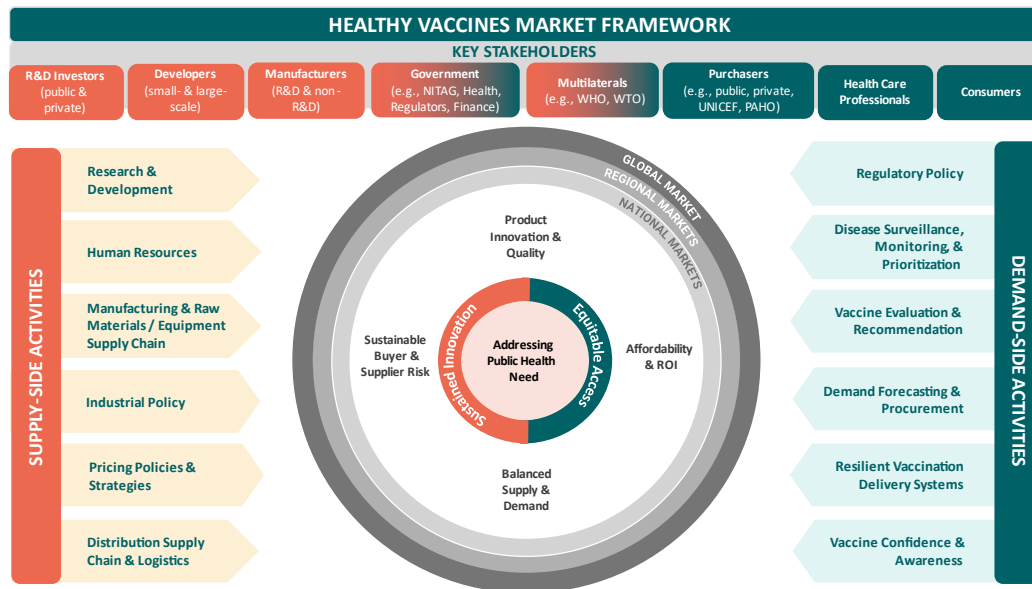 HEALTHY VACCINES MARKET FRAMEWORK
KEY STAKEHOLDERS
R&D Investors
(public &
private)
Developers
(small- & large-
scale)
Manufacturers
(R&D & non -
R&D)
Government
(e.g., NITAG, Health,
Regulators, Finance)
Multilaterals
(e.g., WHO, WTO)
Purchasers
(e.g., public, private,
UNICEF, PAHO)
Health Care
Professionals
Consumers
SUPPLY-SIDE ACTIVITIES
Research &
Development
Human Resources
Manufacturing & Raw
Materials / Equipment
Supply Chain
Industrial Policy
Pricing Policies &
Strategies
Distribution Supply
Chain & Logistics
GLOBAL MARKET
REGIONAL MARKETS
NATIONAL MARKETS
Product
Innovation &
Quality
Sustainable
Buyer &
Supplier Risk
Sustained Innovation
Addressing
Public Health
Need
Equitable Access
Affordability
& ROI
Balanced
Supply &
Demand
Regulatory Policy
Disease Surveillance,
Monitoring, &
Prioritization
Vaccine Evaluation &
Recommendation
Demand Forecasting &
Procurement
Resilient Vaccination
Delivery Systems
Vaccine Confidence &
Awareness
DEMAND-SIDE ACTIVITIES